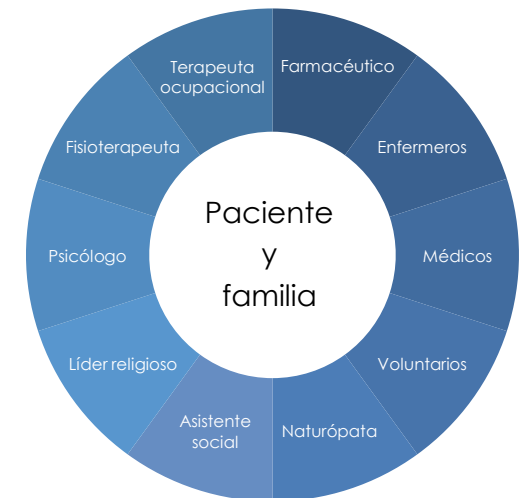 Terapeuta
ocupacional
Farmacéutico
Fisioterapeuta
Enfermeros
Paciente
y
familia
Psicólogo
Médicos
Líder religioso
Voluntarios
Asistente
social
Naturópata